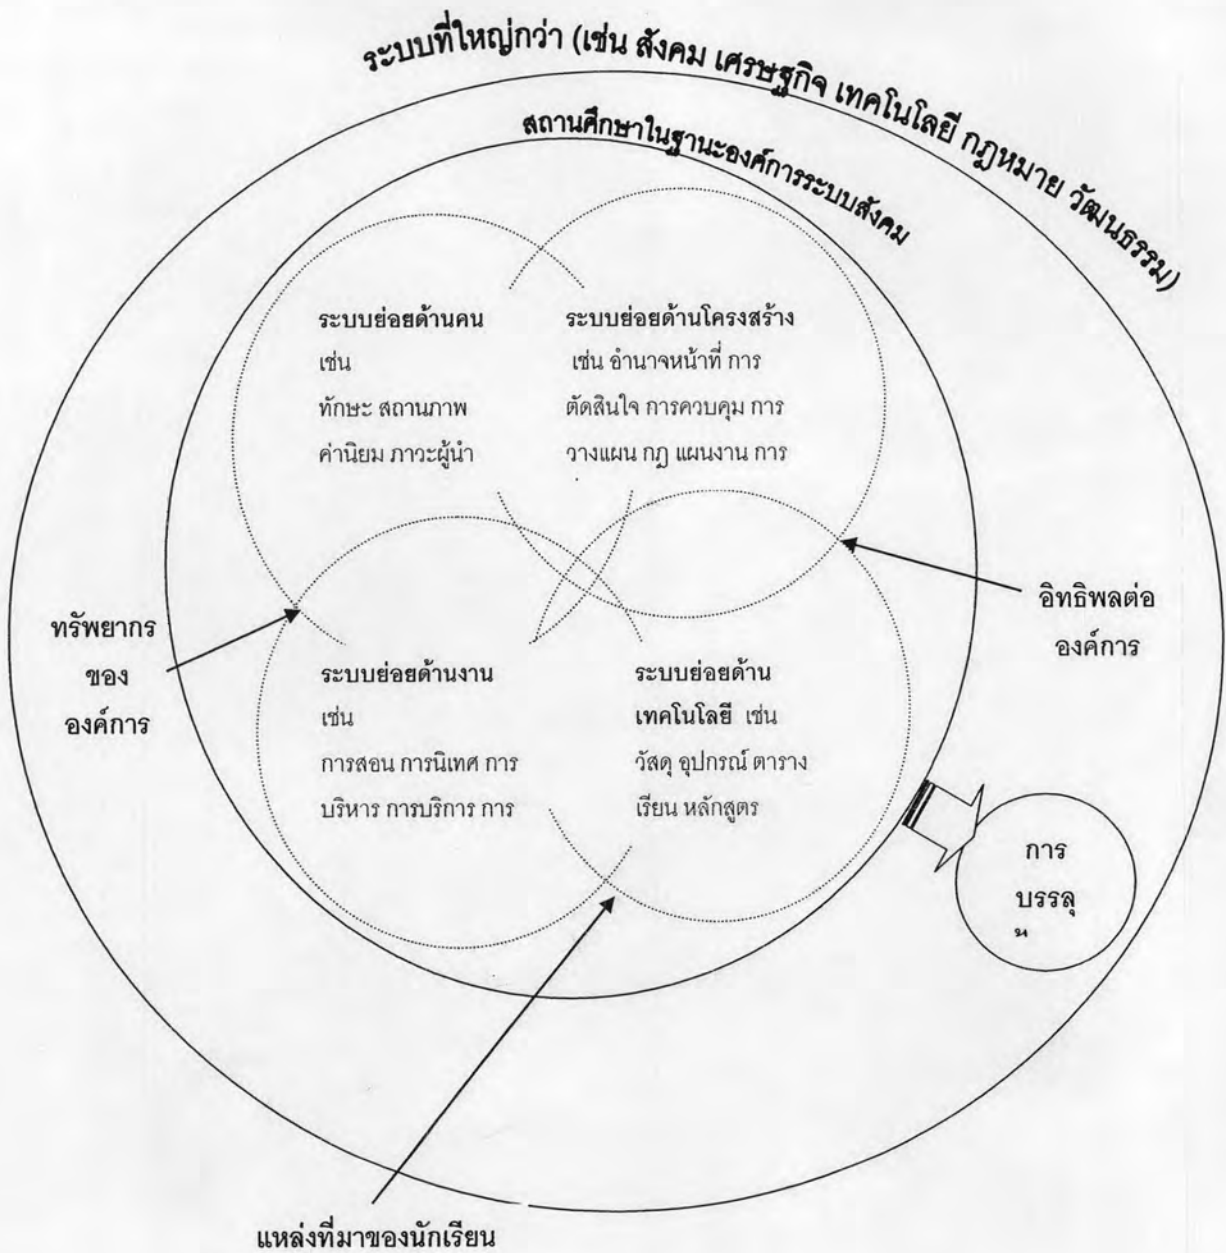 ระบบที่ใหญ่กว่า (เช่น สังคม เศรษฐกิจ เทคโนโลยี กฎหมาย วัฒนธรรม)
สถานศึกษาในฐานะองค์การระบบสังคม
ระบบย่อยด้านคน
เช่น
ทักษะ สถานภาพ
ค่านิยม ภาวะผู้นำ
ระบบย่อยด้านโครงสร้าง
เช่น อำนาจหน้าที่ การ
ตัดสินใจ การควบคุม การ
วางแผน กฎ แผนงาน การ
ทรัพยากร
ของ
องค์การ
อิทธิพลต่อ
องค์การ
ระบบย่อยด้านงาน
เช่น
การสอน การนิเทศ การ
บริหาร การบริการ การ
ระบบย่อยด้าน
เทคโนโลยี เช่น
วัสดุ อุปกรณ์ ตาราง
เรียน หลักสูตร
การ
บรรลุ
แหล่งที่มาของนักเรียน